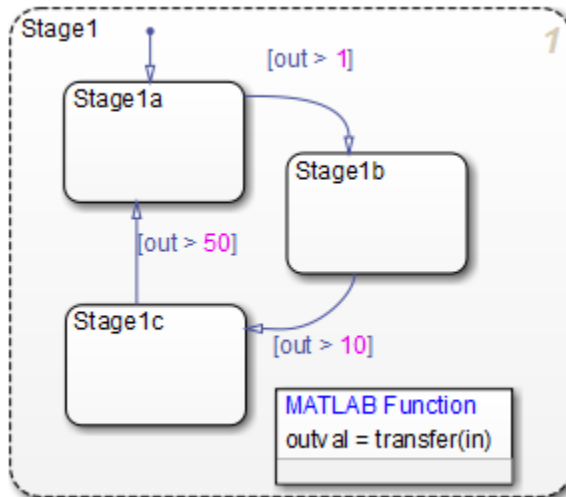 Stage1
1
[out > 1]
Stage1a
Stage1b
[out > 50]
Stage1c
[out > 10]
MATLAB Function
outval = transfer(in)